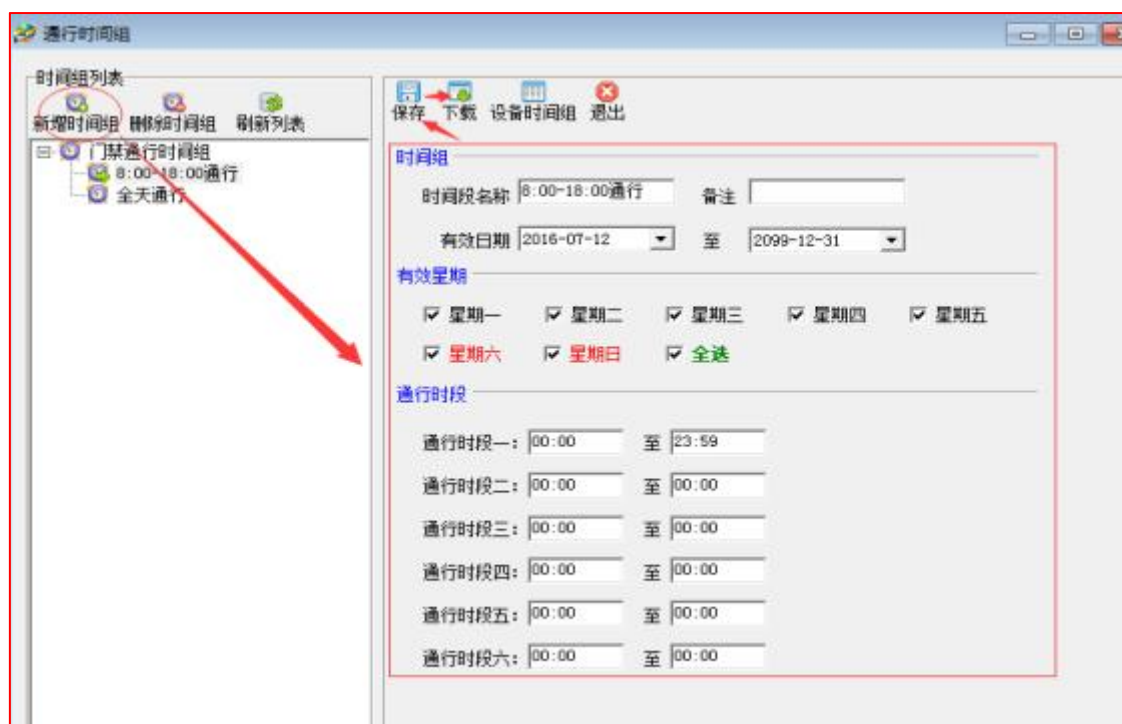 通行时间组
时间组列表
新增时间组 删除时间组 刷新列表
门禁通行时间组
8:00-18:00通行
全天通行
保存 下载 设备时间组 退出
时间组
时间段名称 8:00-18:00通行 备注
有效日期 2016-07-12 至 2099-12-31
有效星期
星期一 星期二 星期三 星期四 星期五
星期六 星期日 全选
通行时段
通行时段一: 00:00 至 23:59
通行时段二: 00:00 至 00:00
通行时段三: 00:00 至 00:00
通行时段四: 00:00 至 00:00
通行时段五: 00:00 至 00:00
通行时段六: 00:00 至 00:00